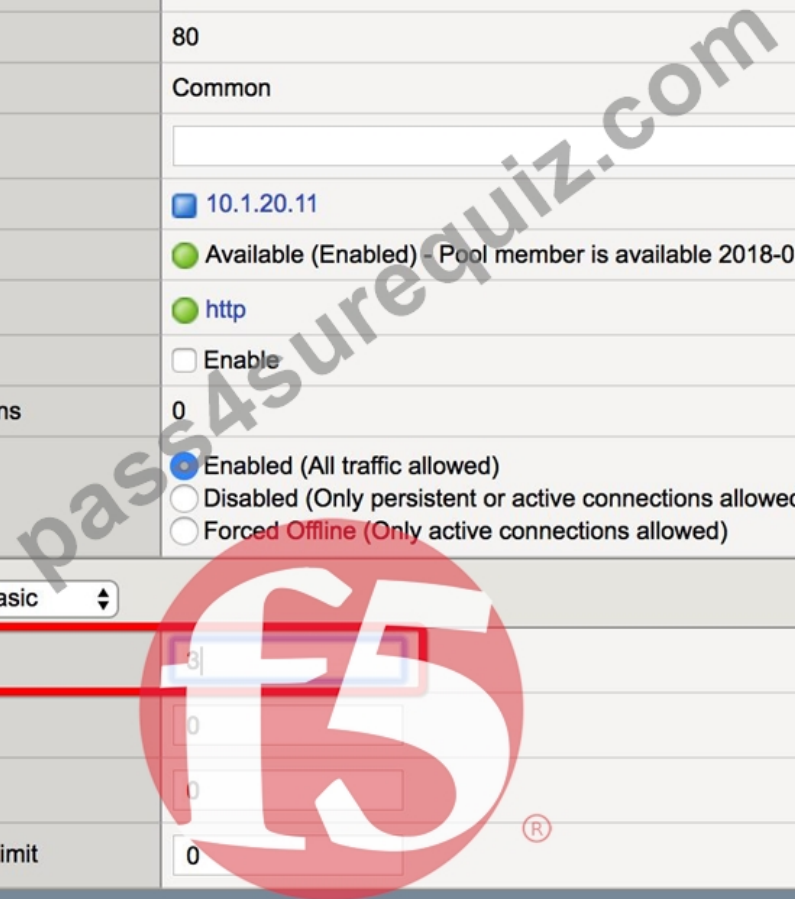 80
Common
10.1.20.11
Available (Enabled) - Pool member is available 2018-0
http
Enable
ns
0
Enabled (All traffic allowed)
Disabled (Only persistent or active connections allowed
Forced Offline (Only active connections allowed)
asic
3
0
0
imit
0
pass4surequiz.com
f5
®